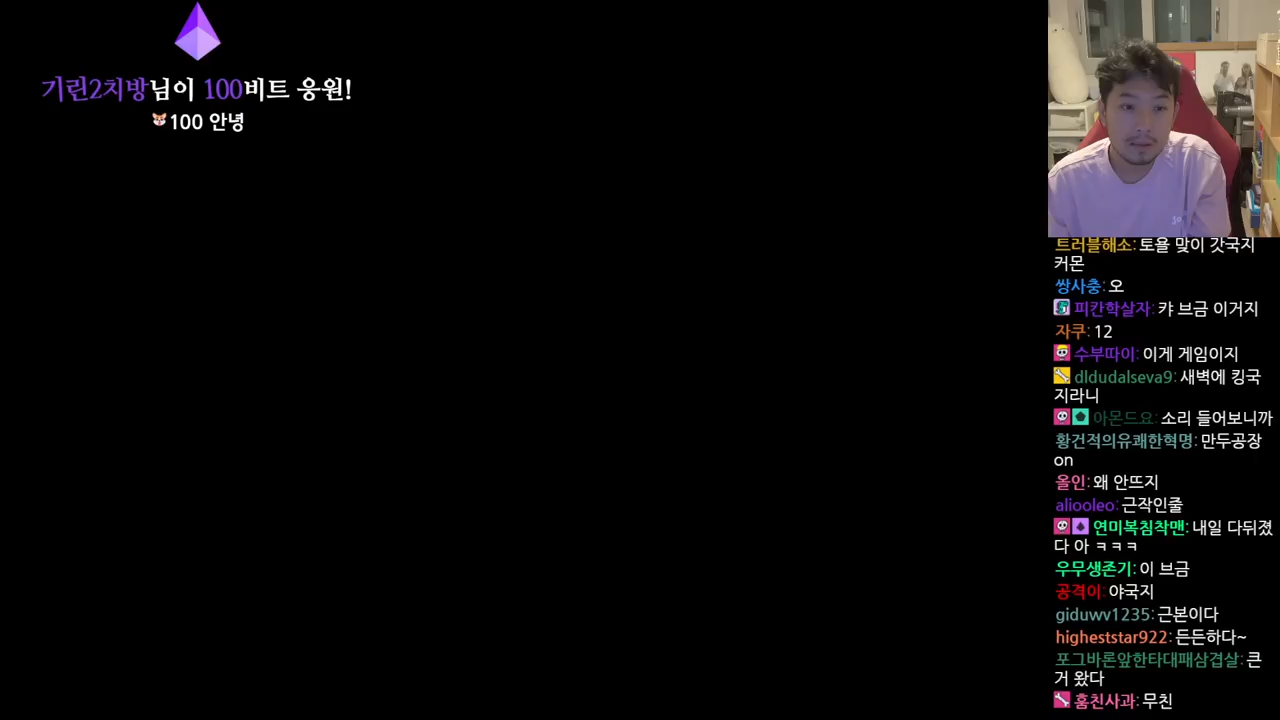 기린2치방님이 100비트 응원!
100 안녕
트러블해소: 토욜 맞이 갓국지
커몬
쌍사충: 오
피칸학살자: 캬 브금 이거지
자쿠: 12
수부따이: 이게 게임이지
dldudalseva9: 새벽에 킹국
지라니
아몬드요: 소리 들어보니까
황건적의유쾌한혁명: 만두공장
on
올인: 왜 안뜨지
aliooleo: 근작인줄
연미복침착맨: 내일 다뒤졌
다 아 ㅋㅋㅋ
우무생존기: 이 브금
공격이: 야국지
giduwv1235: 근본이다
higheststar922: 든든하다~
포그바론앞한타대패삼겹살: 큰
거 왔다
훔친사과: 무친